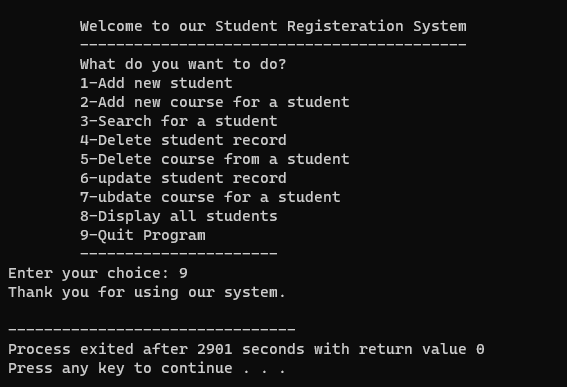 Welcome to our Student Registeration System
-------------------------------------------
What do you want to do?
1-Add new student
2-Add new course for a student
3-Search for a student
4-Delete student record
5-Delete course from a student
6-update student record
7-ubdate course for a student
8-Display all students
9-Quit Program
----------------------
Enter your choice: 9
Thank you for using our system.
--------------------------------
Process exited after 2901 seconds with return value 0
Press any key to continue . . .